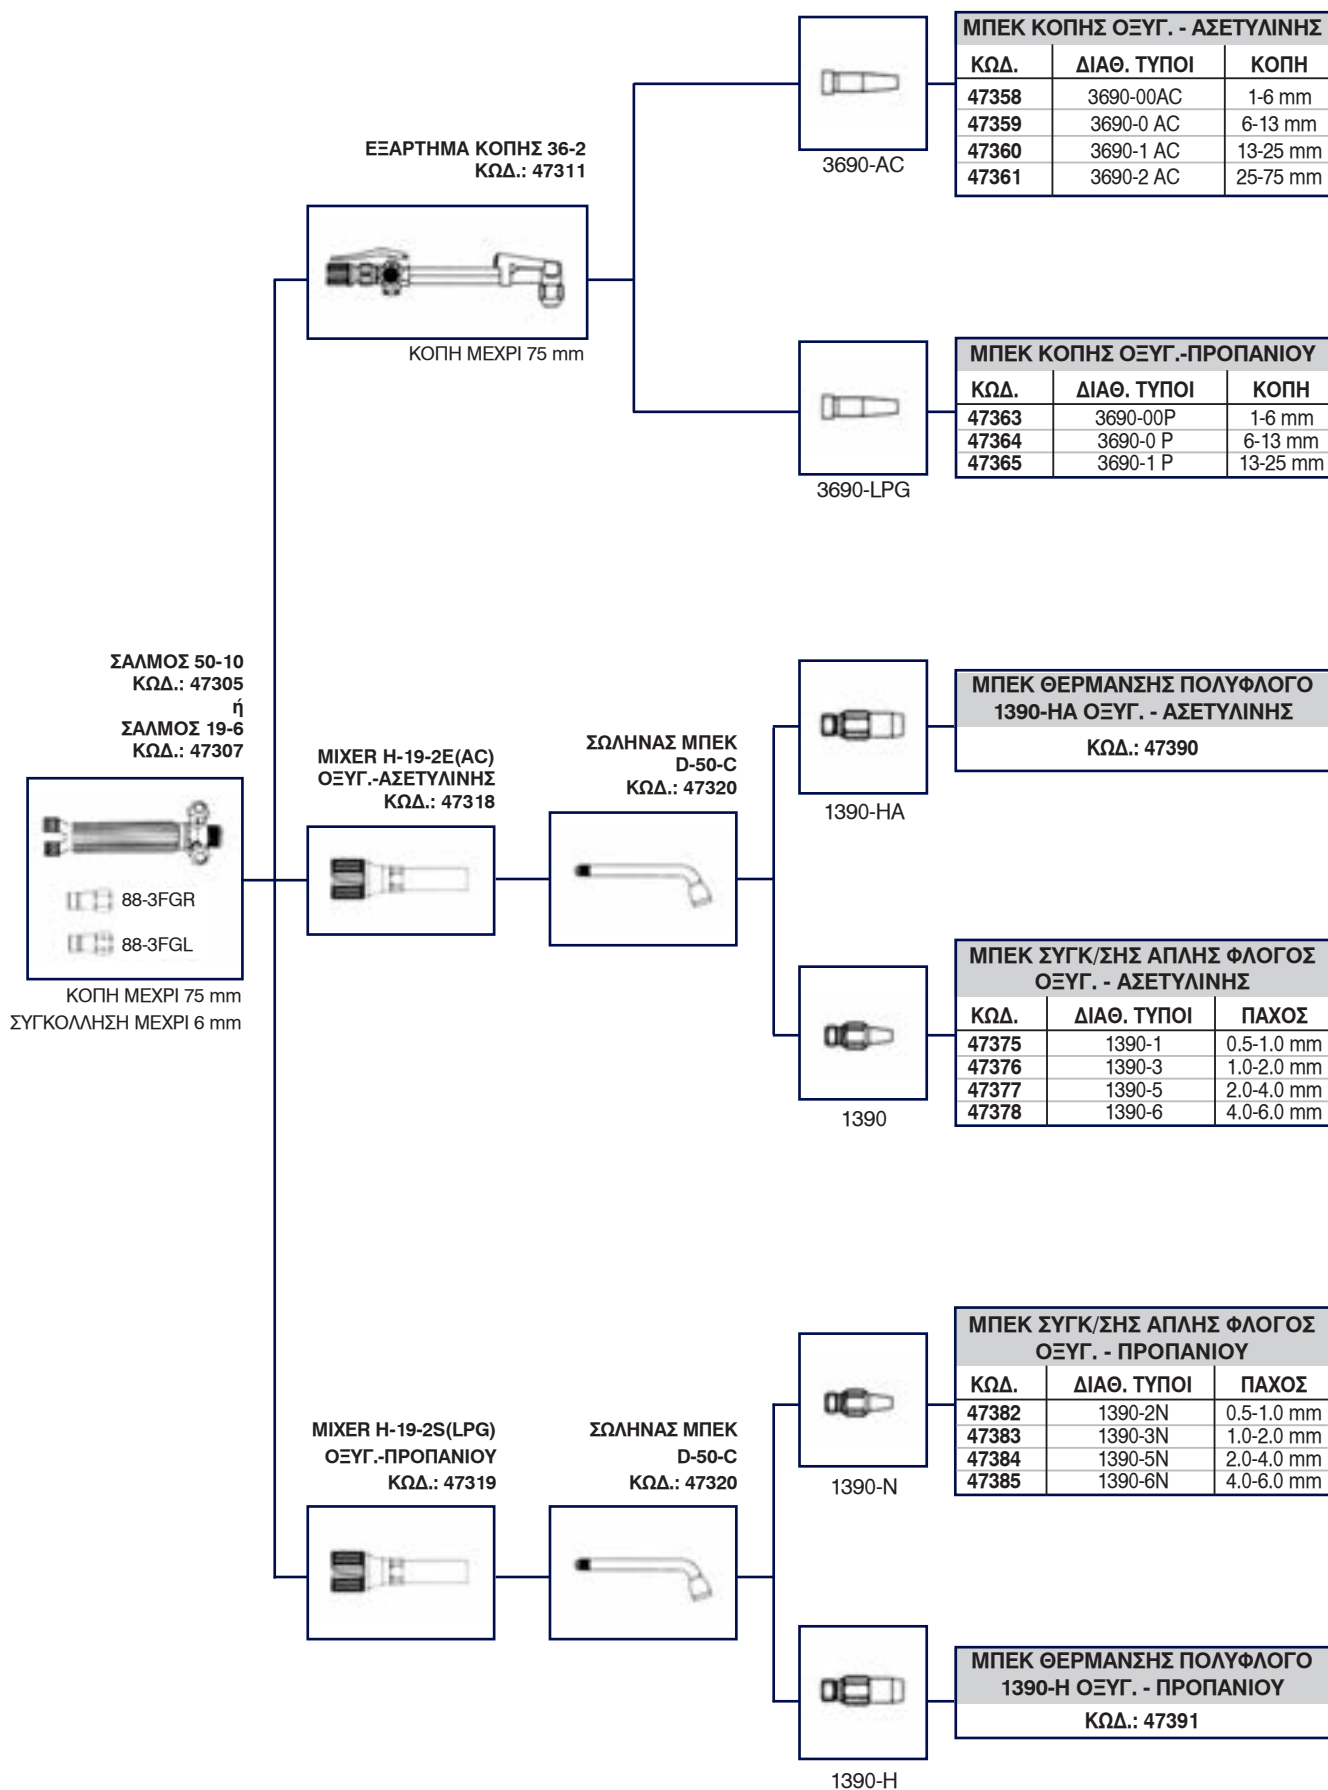 ΜΠΕΚ ΚΟΠΗΣ ΟΞΥΓ. - ΑΣΕΤΥΛΙΝΗΣ
ΚΩΔ. ΔΙΑΘ. ΤΥΠΟΙ ΚΟΠΗ
47358 3690-00AC 1-6 mm
47359 3690-0 AC 6-13 mm
47360 3690-1 AC 13-25 mm
47361 3690-2 AC 25-75 mm
3690-AC
ΕΞΑΡΤΗΜΑ ΚΟΠΗΣ 36-2
ΚΩΔ.: 47311
ΚΟΠΗ ΜΕΧΡΙ 75 mm
ΜΠΕΚ ΚΟΠΗΣ ΟΞΥΓ.-ΠΡΟΠΑΝΙΟΥ
ΚΩΔ. ΔΙΑΘ. ΤΥΠΟΙ ΚΟΠΗ
47363 3690-00P 1-6 mm
47364 3690-0 P 6-13 mm
47365 3690-1 P 13-25 mm
3690-LPG
ΣΑΛΜΟΣ 50-10
ΚΩΔ.: 47305
ή
ΣΑΛΜΟΣ 19-6
ΚΩΔ.: 47307
88-3FGR
88-3FGL
ΚΟΠΗ ΜΕΧΡΙ 75 mm
ΣΥΓΚΟΛΛΗΣΗ ΜΕΧΡΙ 6 mm
MIXER H-19-2E(AC)
ΟΞΥΓ.-ΑΣΕΤΥΛΙΝΗΣ
ΚΩΔ.: 47318
ΣΩΛΗΝΑΣ ΜΠΕΚ
D-50-C
ΚΩΔ.: 47320
1390-HA
ΜΠΕΚ ΘΕΡΜΑΝΣΗΣ ΠΟΛΥΦΛΟΓΟ
1390-HA ΟΞΥΓ. - ΑΣΕΤΥΛΙΝΗΣ
ΚΩΔ.: 47390
ΜΠΕΚ ΣΥΓΚ/ΣΗΣ ΑΠΛΗΣ ΦΛΟΓΟΣ
ΟΞΥΓ. - ΑΣΕΤΥΛΙΝΗΣ
ΚΩΔ. ΔΙΑΘ. ΤΥΠΟΙ ΠΑΧΟΣ
47375 1390-1 0.5-1.0 mm
47376 1390-3 1.0-2.0 mm
47377 1390-5 2.0-4.0 mm
47378 1390-6 4.0-6.0 mm
1390
ΜΠΕΚ ΣΥΓΚ/ΣΗΣ ΑΠΛΗΣ ΦΛΟΓΟΣ
ΟΞΥΓ. - ΠΡΟΠΑΝΙΟΥ
ΚΩΔ. ΔΙΑΘ. ΤΥΠΟΙ ΠΑΧΟΣ
47382 1390-2N 0.5-1.0 mm
47383 1390-3N 1.0-2.0 mm
47384 1390-5N 2.0-4.0 mm
47385 1390-6N 4.0-6.0 mm
1390-N
MIXER H-19-2S(LPG)
ΟΞΥΓ.-ΠΡΟΠΑΝΙΟΥ
ΚΩΔ.: 47319
ΣΩΛΗΝΑΣ ΜΠΕΚ
D-50-C
ΚΩΔ.: 47320
ΜΠΕΚ ΘΕΡΜΑΝΣΗΣ ΠΟΛΥΦΛΟΓΟ
1390-H ΟΞΥΓ. - ΠΡΟΠΑΝΙΟΥ
ΚΩΔ.: 47391
1390-H